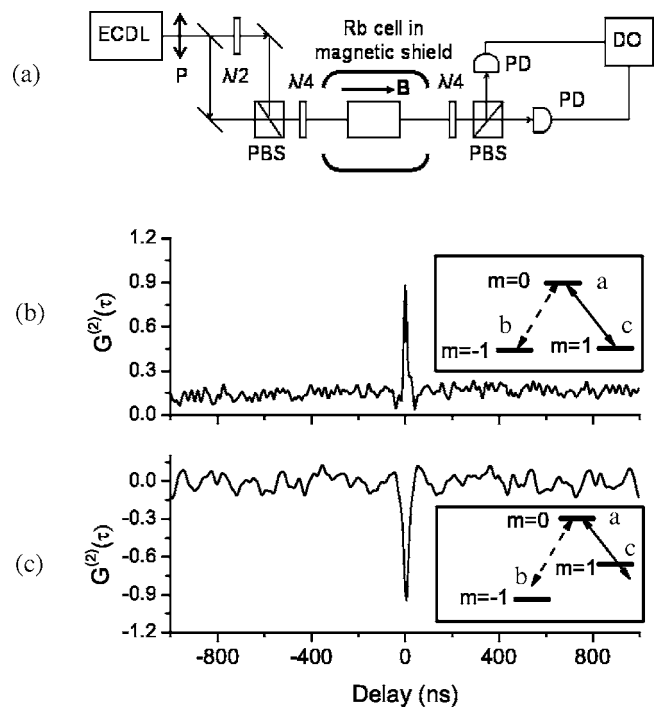 (a)
ECDL
P
λ/2
λ/4
PBS
Rb cell in
magnetic shield
B
λ/4
PBS
PD
PD
DO
(b)
G(2)(τ)
1.2
0.9
0.6
0.3
0.0
m=0 a
b c
m=-1 m=1
(c)
G(2)(τ)
0.0
-0.3
-0.6
-0.9
-1.2
m=0 a
c
b m=1
m=-1
-800 -400 0 400 800
Delay (ns)